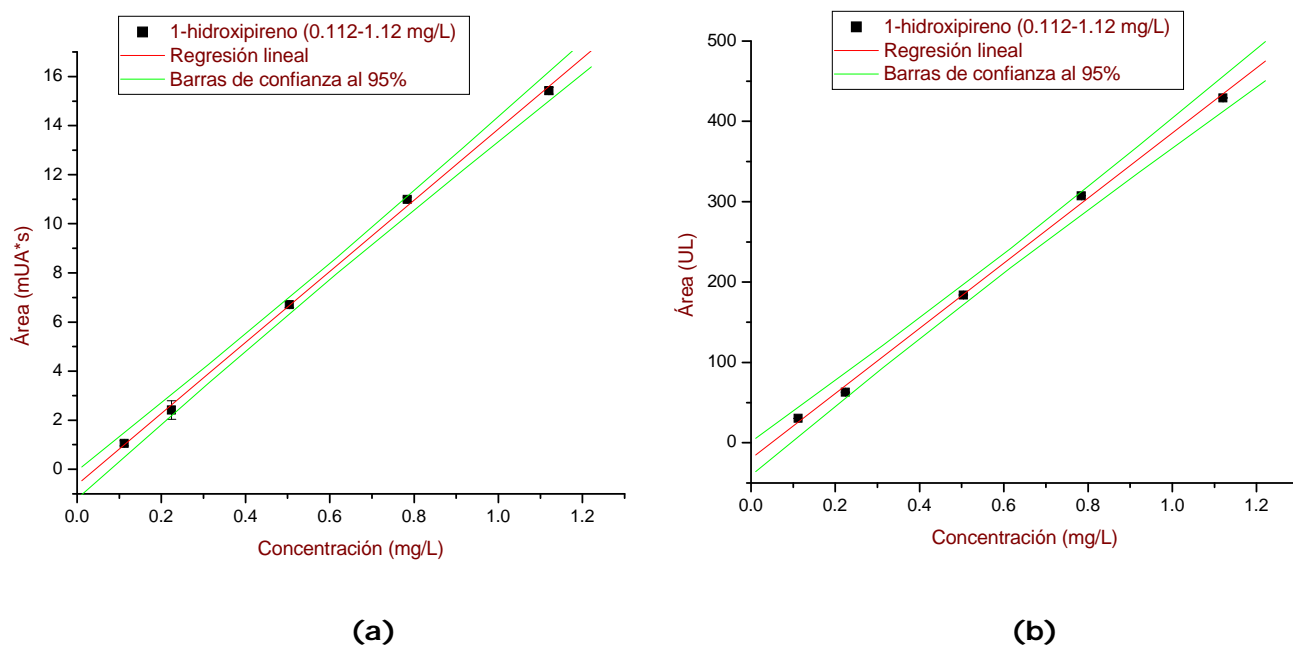 1-hidroxipireno (0.112-1.12 mg/L)
Regresión lineal
Barras de confianza al 95%
16
14
12
10
8
6
4
2
0
Área (mUA*s)
0.0 0.2 0.4 0.6 0.8 1.0 1.2
Concentración (mg/L)
(a)
1-hidroxipireno (0.112-1.12 mg/L)
Regresión lineal
Barras de confianza al 95%
500
400
300
200
100
0
Área (UL)
0.0 0.2 0.4 0.6 0.8 1.0 1.2
Concentración (mg/L)
(b)